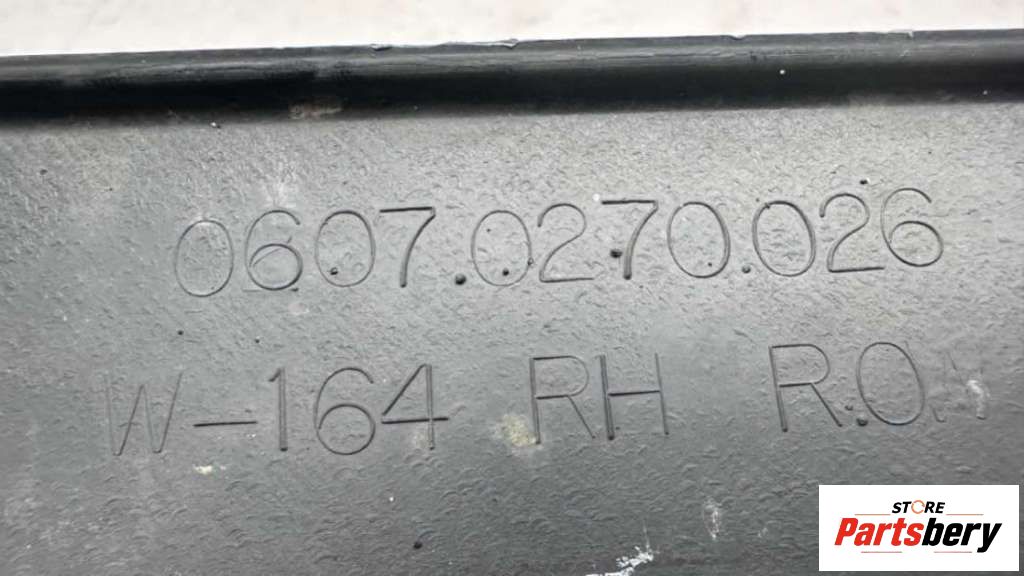 0607.0270.026
W-164 RH R.O.W
STORE
Partsbery